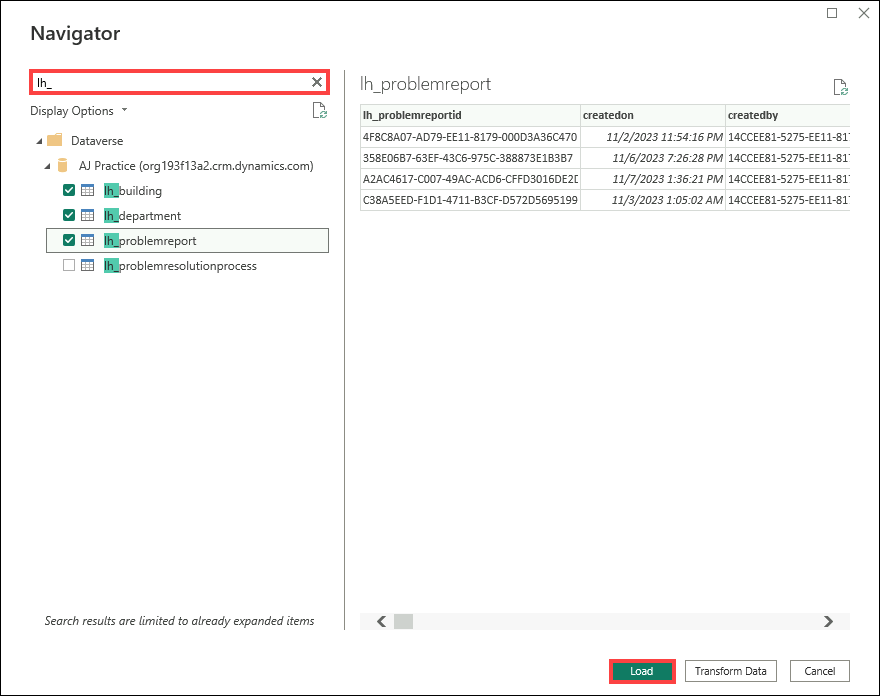 Navigator
lh_
Display Options
Dataverse
AJ Practice (org193f13a2.crm.dynamics.com)
lh_building
lh_department
lh_problemreport
lh_problemresolutionprocess
Search results are limited to already expanded items
lh_problemreport
lh_problemreportid createdon createdby
4F8C8A07-AD79-EE11-8179-000D3A36C470 11/2/2023 11:54:16 PM 14CCEE81-5275-EE11-817
358E06B7-63EF-43C6-975C-388873E1B3B7 11/6/2023 7:26:28 PM 14CCEE81-5275-EE11-817
A2AC4617-C007-49AC-ACD6-CFFD3016DE2D 11/7/2023 1:36:21 PM 14CCEE81-5275-EE11-817
C38A5EED-F1D1-4711-B3CF-D572D5695199 11/3/2023 1:05:02 AM 14CCEE81-5275-EE11-817
Load Transform Data Cancel